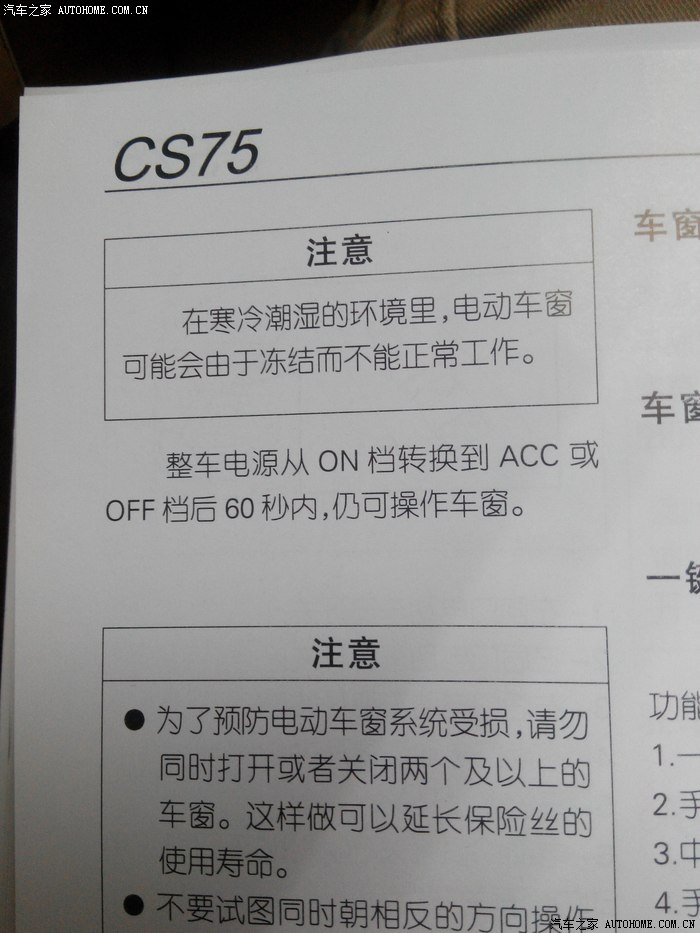 汽车之家 AUTOHOME.COM.CN
CS75
注意
在寒冷潮湿的环境里,电动车窗
可能会由于冻结而不能正常工作。
整车电源从 ON 档转换到 ACC 或
OFF 档后 60 秒内,仍可操作车窗。
注意
● 为了预防电动车窗系统受损,请勿
同时打开或者关闭两个及以上的
车窗。这样做可以延长保险丝的
使用寿命。
● 不要试图同时朝相反的方向操作
车窗
车窗
一键
功能
1.一
2.手
3.中
4.手
汽车之家 AUTOHOME.COM.CN